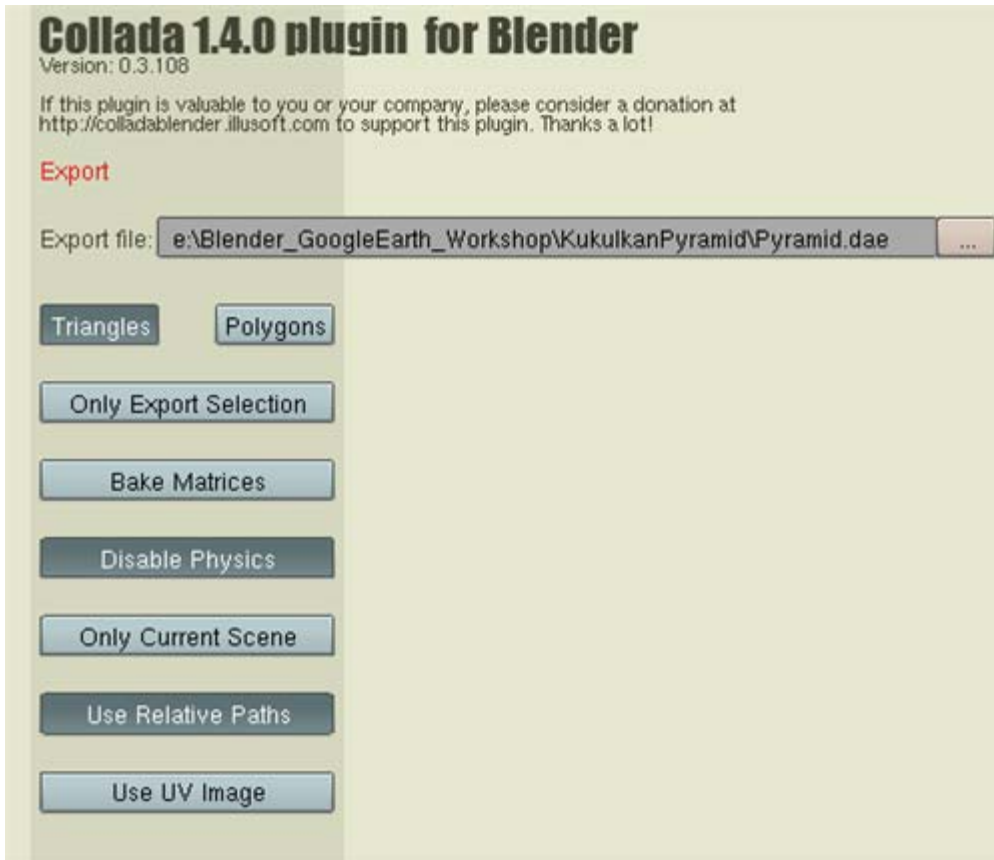 Collada 1.4.0 plugin for Blender
Version: 0.3.108
If this plugin is valuable to you or your company, please consider a donation at
http://colladablender.illusoft.com to support this plugin. Thanks a lot!
Export
Export file: e:\Blender_GoogleEarth_Workshop\KukulkanPyramid\Pyramid.dae ...
Triangles Polygons
Only Export Selection
Bake Matrices
Disable Physics
Only Current Scene
Use Relative Paths
Use UV Image